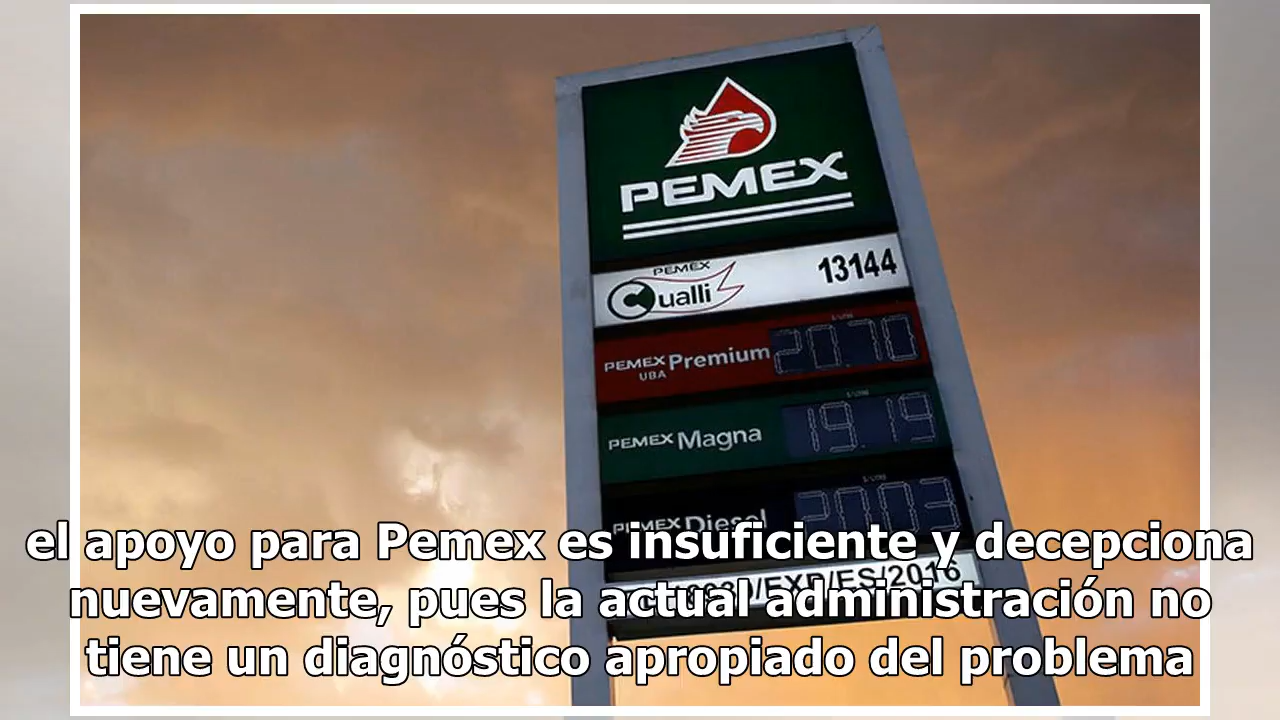 PEMEX
PEMEX
Cualli 13144
PEMEX Premium 20.70
UBA
PEMEX Magna 19.19
PEMEX Diesel 20.03
/EXP/ES/2016
el apoyo para Pemex es insuficiente y decepciona
nuevamente, pues la actual administración no
tiene un diagnóstico apropiado del problema